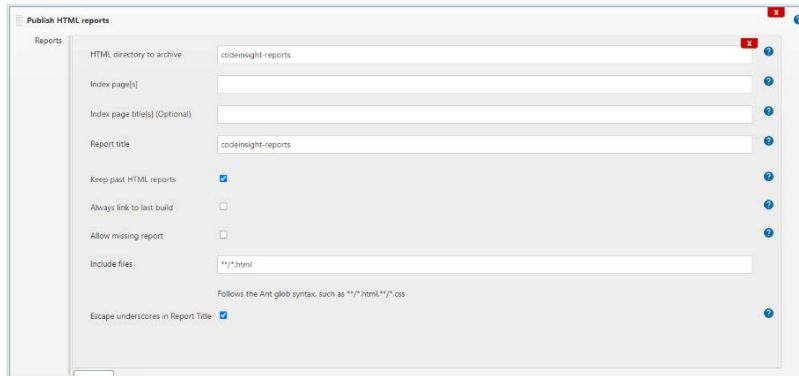 Publish HTML reports
X
Reports
X
HTML directory to archive codeinsight-reports
Index page[s]
Index page title[s] (Optional)
Report title codeinsight-reports
Keep past HTML reports
Always link to last build
Allow missing report
Include files **/*.html
Follows the Ant glob syntax, such as **/*.html,**/*.css
Escape underscores in Report Title